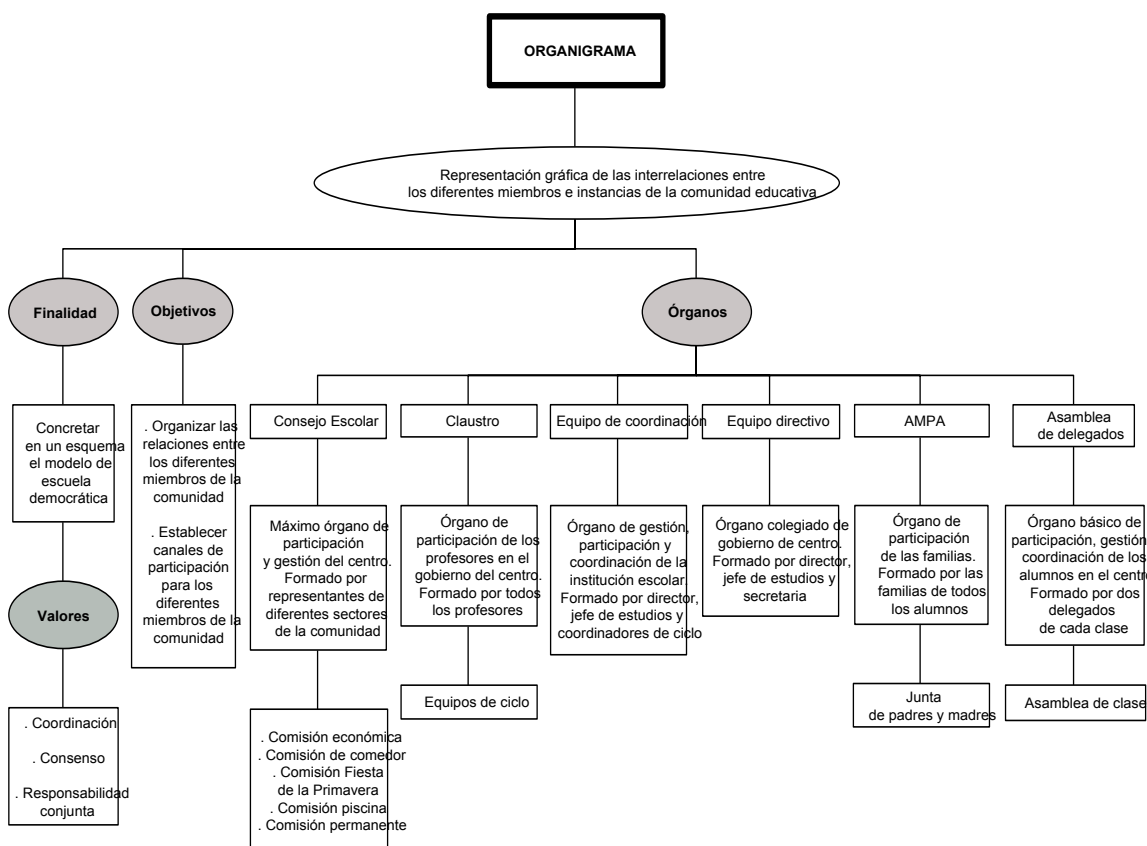 ORGANIGRAMA
Representación gráfica de las interrelaciones entre
los diferentes miembros e instancias de la comunidad educativa
Finalidad
Objetivos
Órganos
Concretar
en un esquema
el modelo de
escuela
democrática
. Organizar las
relaciones entre
los diferentes
miembros de la
comunidad
. Establecer
canales de
participación
para los
diferentes
miembros de la
comunidad
Valores
. Coordinación
. Consenso
. Responsabilidad
conjunta
Consejo Escolar
Máximo órgano de
participación
y gestión del centro.
Formado por
representantes de
diferentes sectores
de la comunidad
. Comisión económica
. Comisión de comedor
. Comisión Fiesta
de la Primavera
. Comisión piscina
. Comisión permanente
Claustro
Órgano de
participación de
los profesores en el
gobierno del centro.
Formado por todos
los profesores
Equipos de ciclo
Equipo de coordinación
Órgano de gestión,
participación y
coordinación de la
institución escolar.
Formado por director,
jefe de estudios y
coordinadores de ciclo
Equipo directivo
Órgano colegiado de
gobierno de centro.
Formado por director,
jefe de estudios y
secretaria
AMPA
Órgano de
participación
de las familias.
Formado por las
familias de todos
los alumnos
Junta
de padres y madres
Asamblea
de delegados
Órgano básico de
participación, gestión
coordinación de los
alumnos en el centro
Formado por dos
delegados
de cada clase
Asamblea de clase